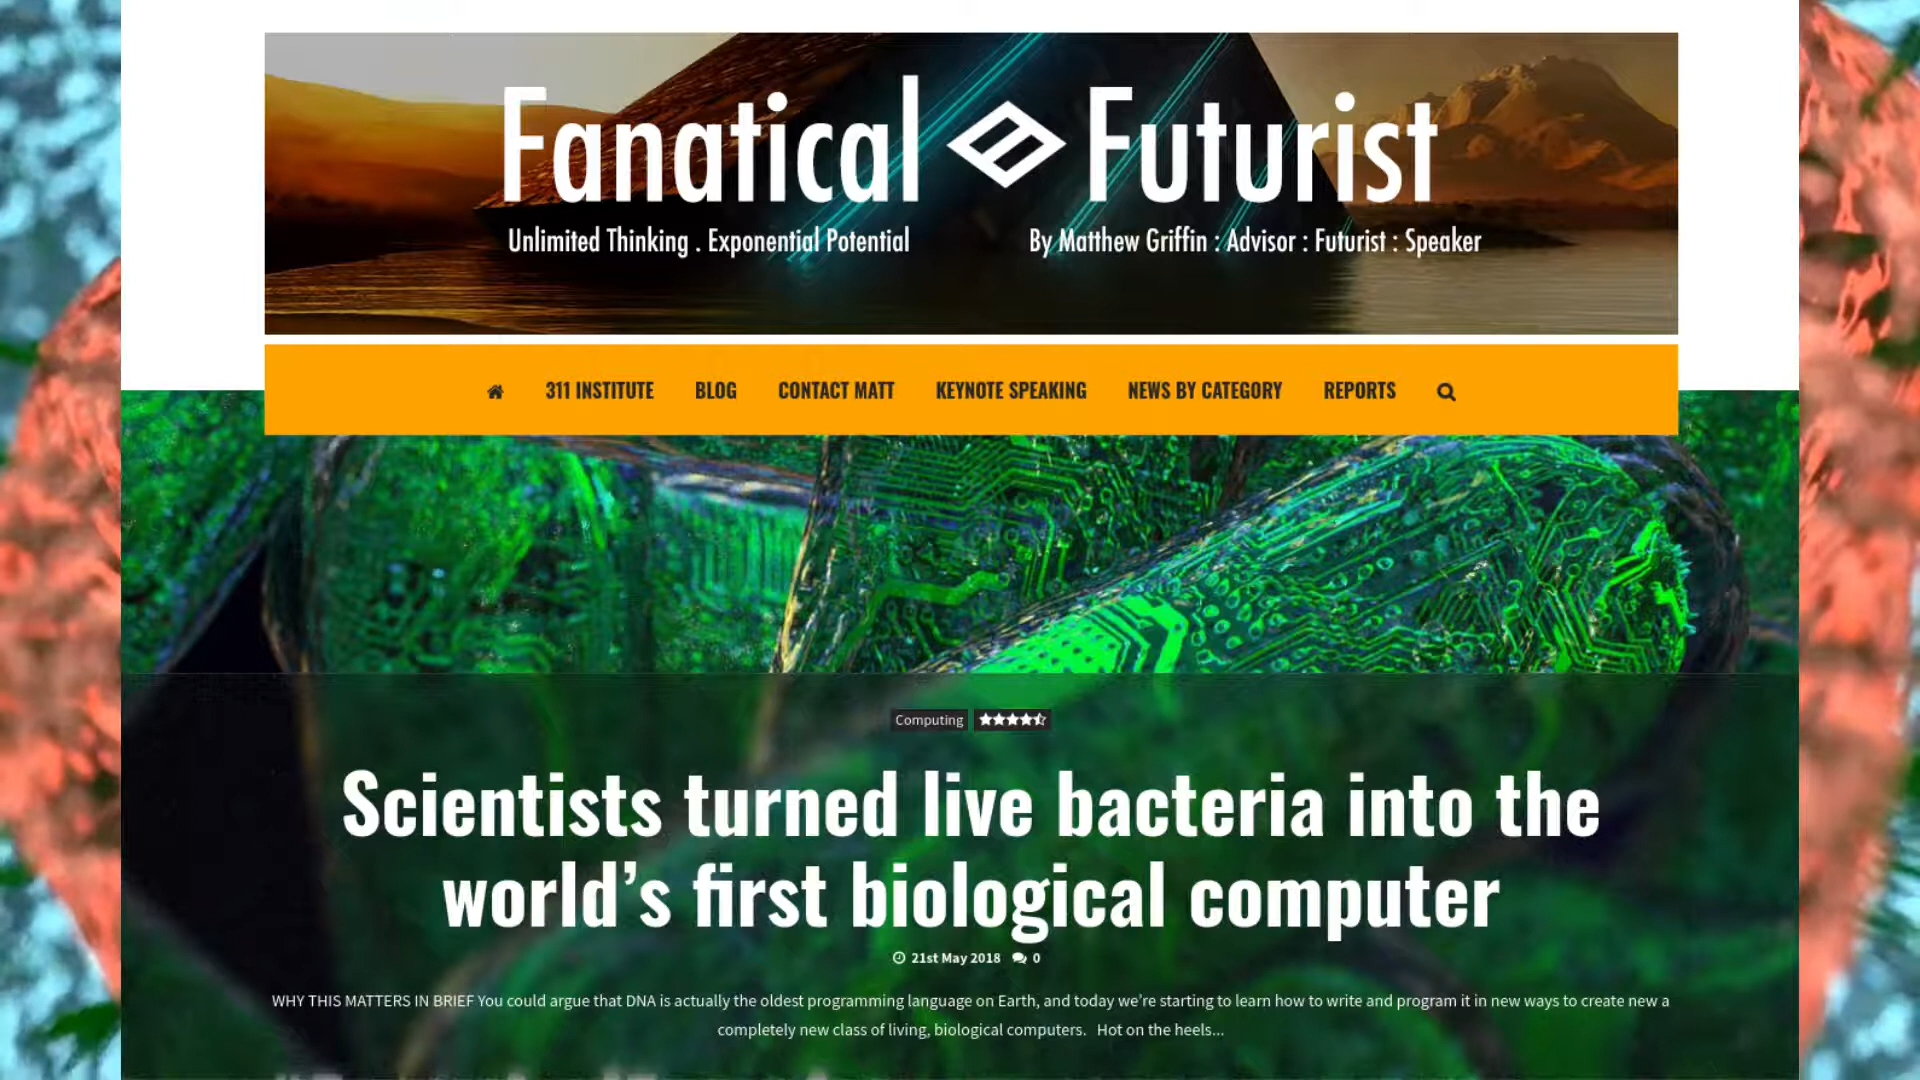 Fanatical Futurist
Unlimited Thinking . Exponential Potential
By Matthew Griffin : Advisor : Futurist : Speaker
311 INSTITUTE BLOG CONTACT MATT KEYNOTE SPEAKING NEWS BY CATEGORY REPORTS
Computing
Scientists turned live bacteria into the
world’s first biological computer
21st May 2018 0
WHY THIS MATTERS IN BRIEF You could argue that DNA is actually the oldest programming language on Earth, and today we’re starting to learn how to write and program it in new ways to create new a
completely new class of living, biological computers. Hot on the heels...